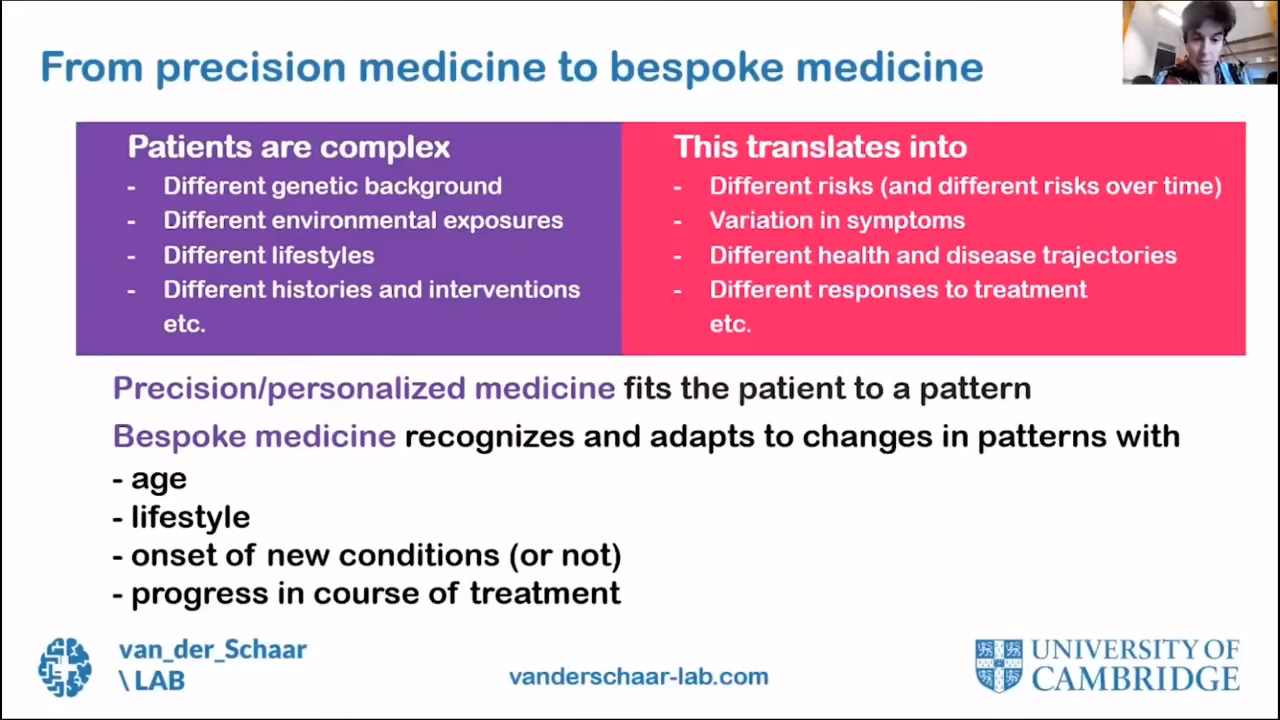 From precision medicine to bespoke medicine
Patients are complex
- Different genetic background
- Different environmental exposures
- Different lifestyles
- Different histories and interventions
etc.
This translates into
- Different risks (and different risks over time)
- Variation in symptoms
- Different health and disease trajectories
- Different responses to treatment
etc.
Precision/personalized medicine fits the patient to a pattern
Bespoke medicine recognizes and adapts to changes in patterns with
- age
- lifestyle
- onset of new conditions (or not)
- progress in course of treatment
van_der_Schaar
\ LAB
vanderschaar-lab.com
UNIVERSITY OF
CAMBRIDGE